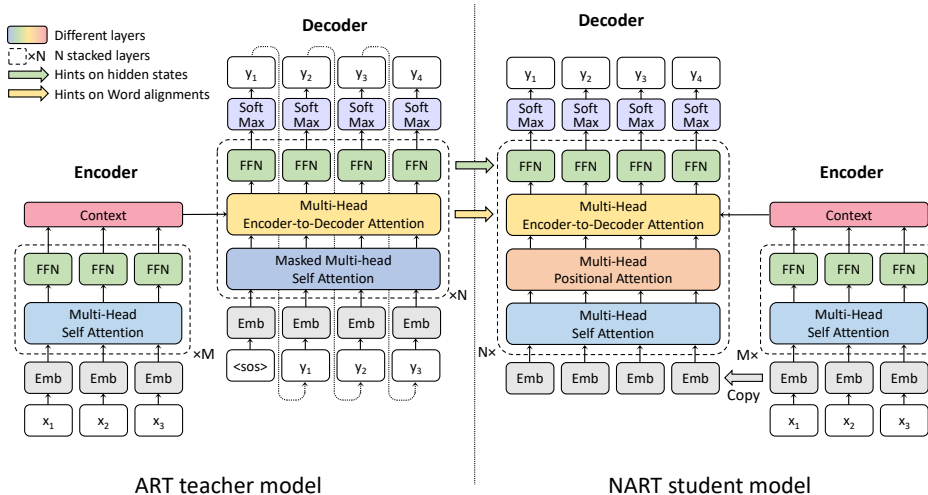 Different layers
×N N stacked layers
Hints on hidden states
Hints on Word alignments
Decoder
y1 y2 y3 y4
Soft Max Soft Max Soft Max Soft Max
FFN FFN FFN FFN
Multi-Head
Encoder-to-Decoder Attention
Masked Multi-head
Self Attention
×N
Emb Emb Emb Emb
<sos> y1 y2 y3
Encoder
Context
FFN FFN FFN
Multi-Head
Self Attention
×M
Emb Emb Emb
x1 x2 x3
ART teacher model
Decoder
y1 y2 y3 y4
Soft Max Soft Max Soft Max Soft Max
FFN FFN FFN FFN
Multi-Head
Encoder-to-Decoder Attention
Multi-Head
Positional Attention
Multi-Head
Self Attention
N×
Emb Emb Emb Emb
Copy
Encoder
Context
FFN FFN FFN
Multi-Head
Self Attention
M×
Emb Emb Emb
x1 x2 x3
NART student model